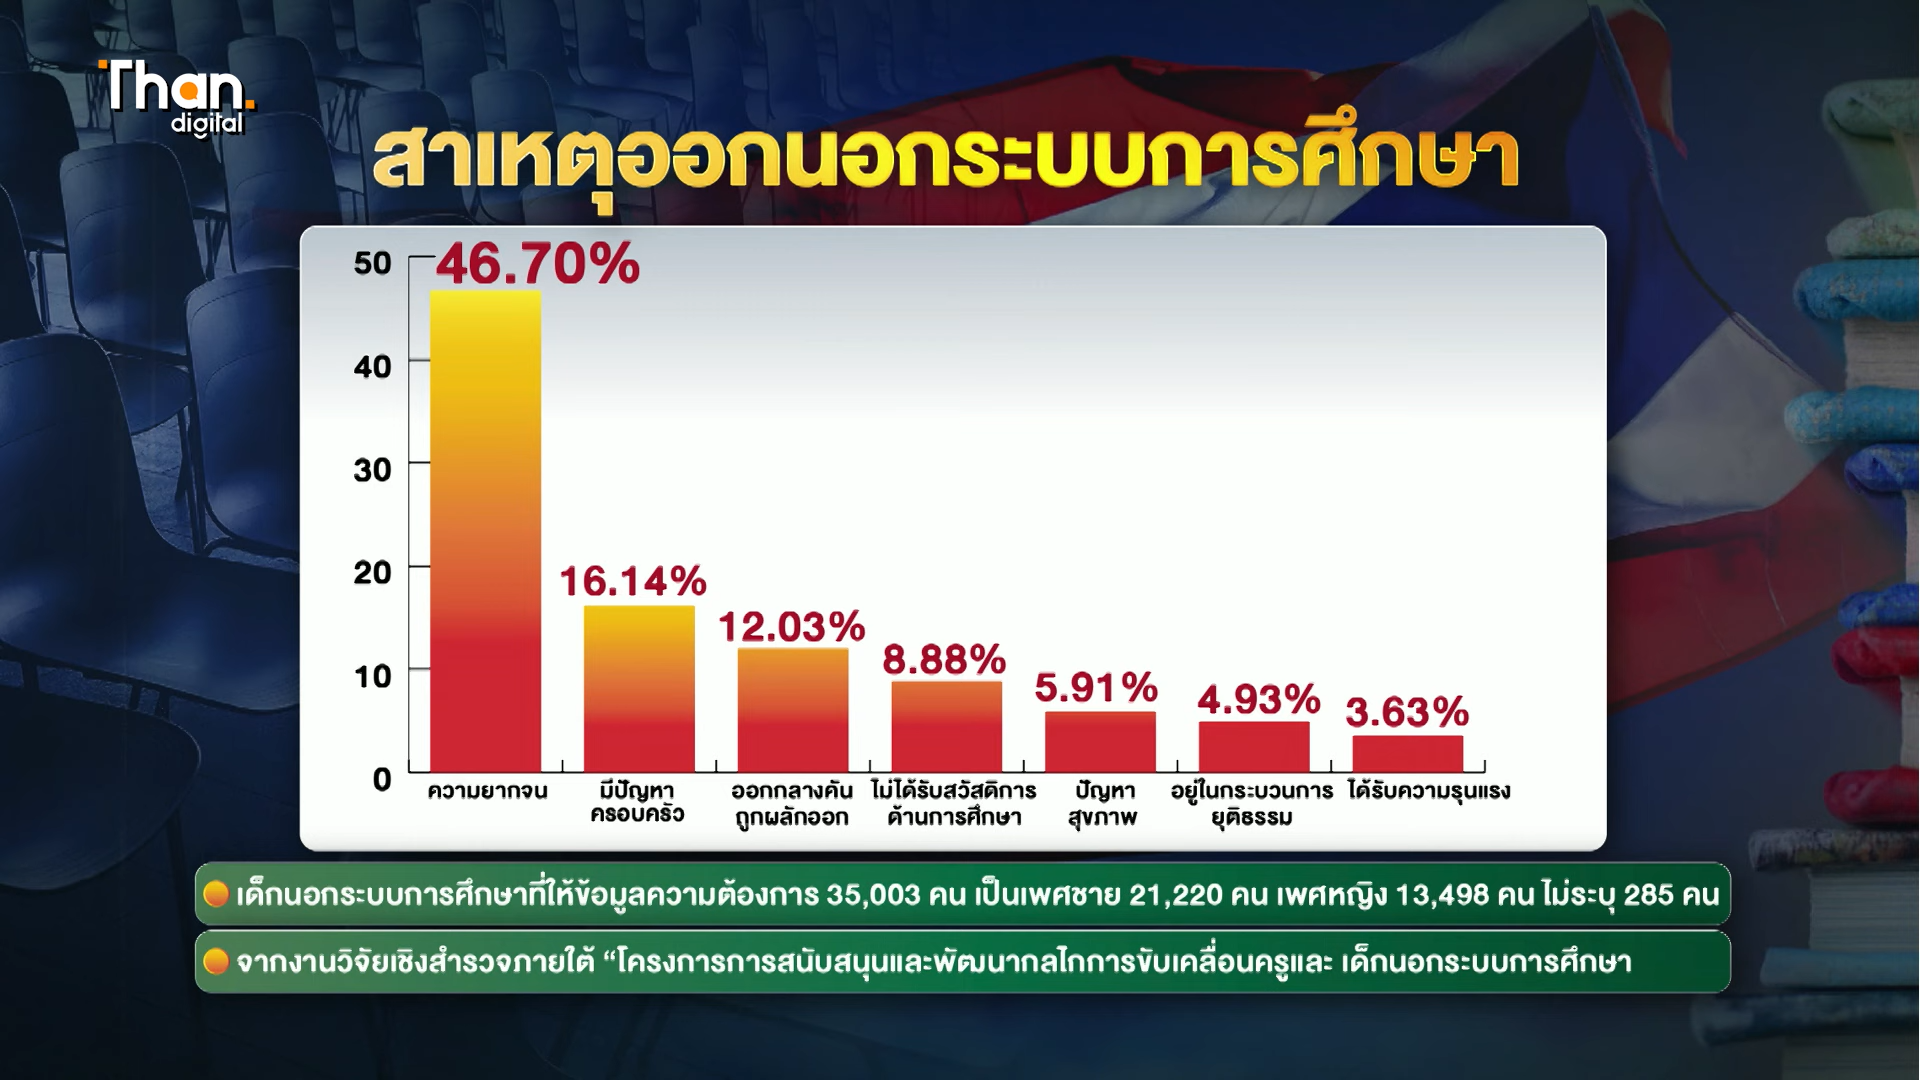 Than.
digital
สาเหตุออกนอกระบบการศึกษา
50
40
30
20
10
0
46.70%
16.14%
12.03%
8.88%
5.91%
4.93%
3.63%
ความยากจน
มีปัญหา
ครอบครัว
ออกกลางคัน
ถูกผลักออก
ไม่ได้รับสวัสดิการ
ด้านการศึกษา
ปัญหา
สุขภาพ
อยู่ในกระบวนการ
ยุติธรรม
ได้รับความรุนแรง
เด็กนอกระบบการศึกษาที่ให้ข้อมูลความต้องการ 35,003 คน เป็นเพศชาย 21,220 คน เพศหญิง 13,498 คน ไม่ระบุ 285 คน
จากงานวิจัยเชิงสำรวจภายใต้ “โครงการการสนับสนุนและพัฒนากลไกการขับเคลื่อนครูและ เด็กนอกระบบการศึกษา